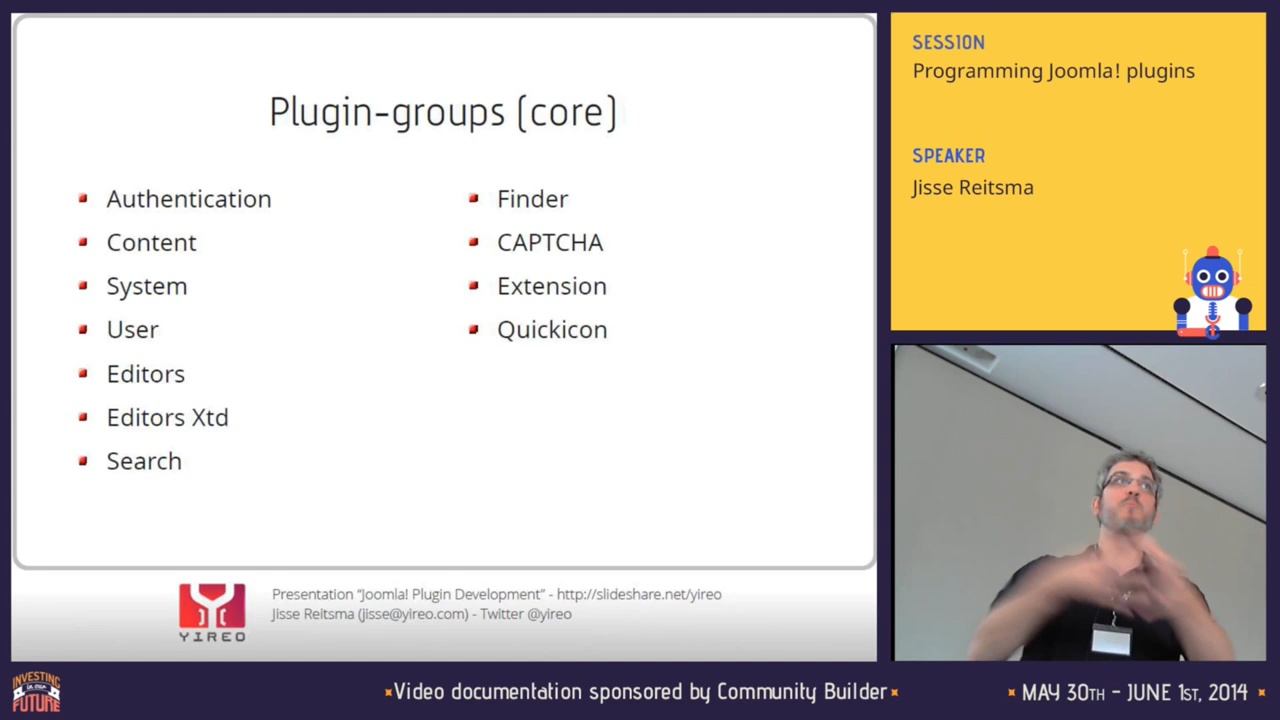 Plugin-groups (core)
Authentication
Content
System
User
Editors
Editors Xtd
Search
Finder
CAPTCHA
Extension
Quickicon
YIREO
Presentation “Joomla! Plugin Development” - http://slideshare.net/yireo
Jisse Reitsma (jisse@yireo.com) - Twitter @yireo
SESSION
Programming Joomla! plugins
SPEAKER
Jisse Reitsma
INVESTING
in our
FUTURE
Video documentation sponsored by Community Builder
MAY 30TH - JUNE 1ST, 2014